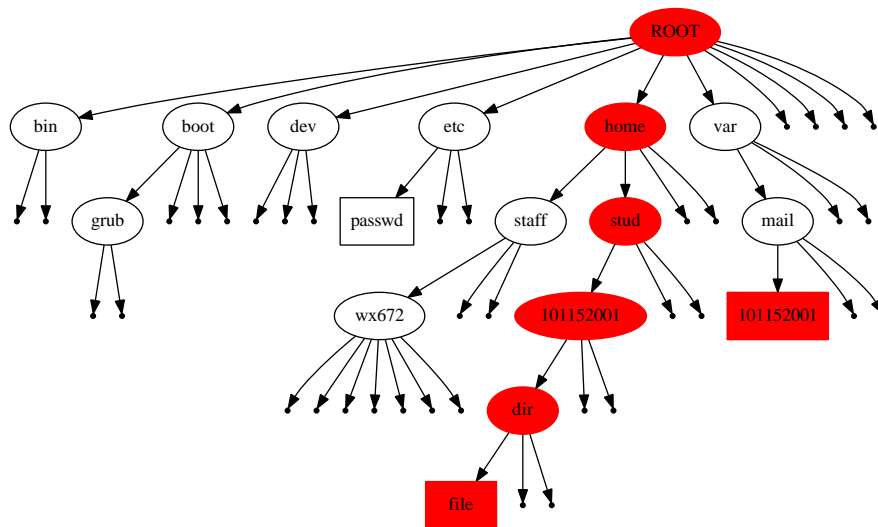 ROOT
bin
boot
dev
etc
home
var
grub
passwd
staff
stud
mail
wx672
101152001
101152001
dir
file